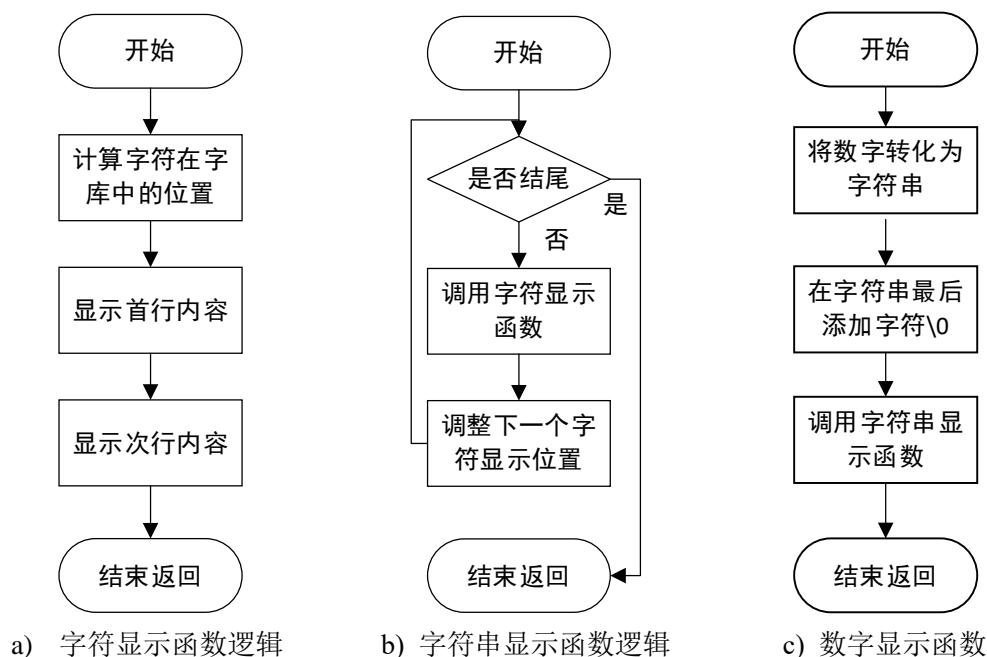 开始
计算字符在字
库中的位置
显示首行内容
显示次行内容
结束返回
a) 字符显示函数逻辑
开始
是否结尾
是
否
调用字符显示
函数
调整下一个字
符显示位置
结束返回
b) 字符串显示函数逻辑
开始
将数字转化为
字符串
在字符串最后
添加字符\0
调用字符串显
示函数
结束返回
c) 数字显示函数